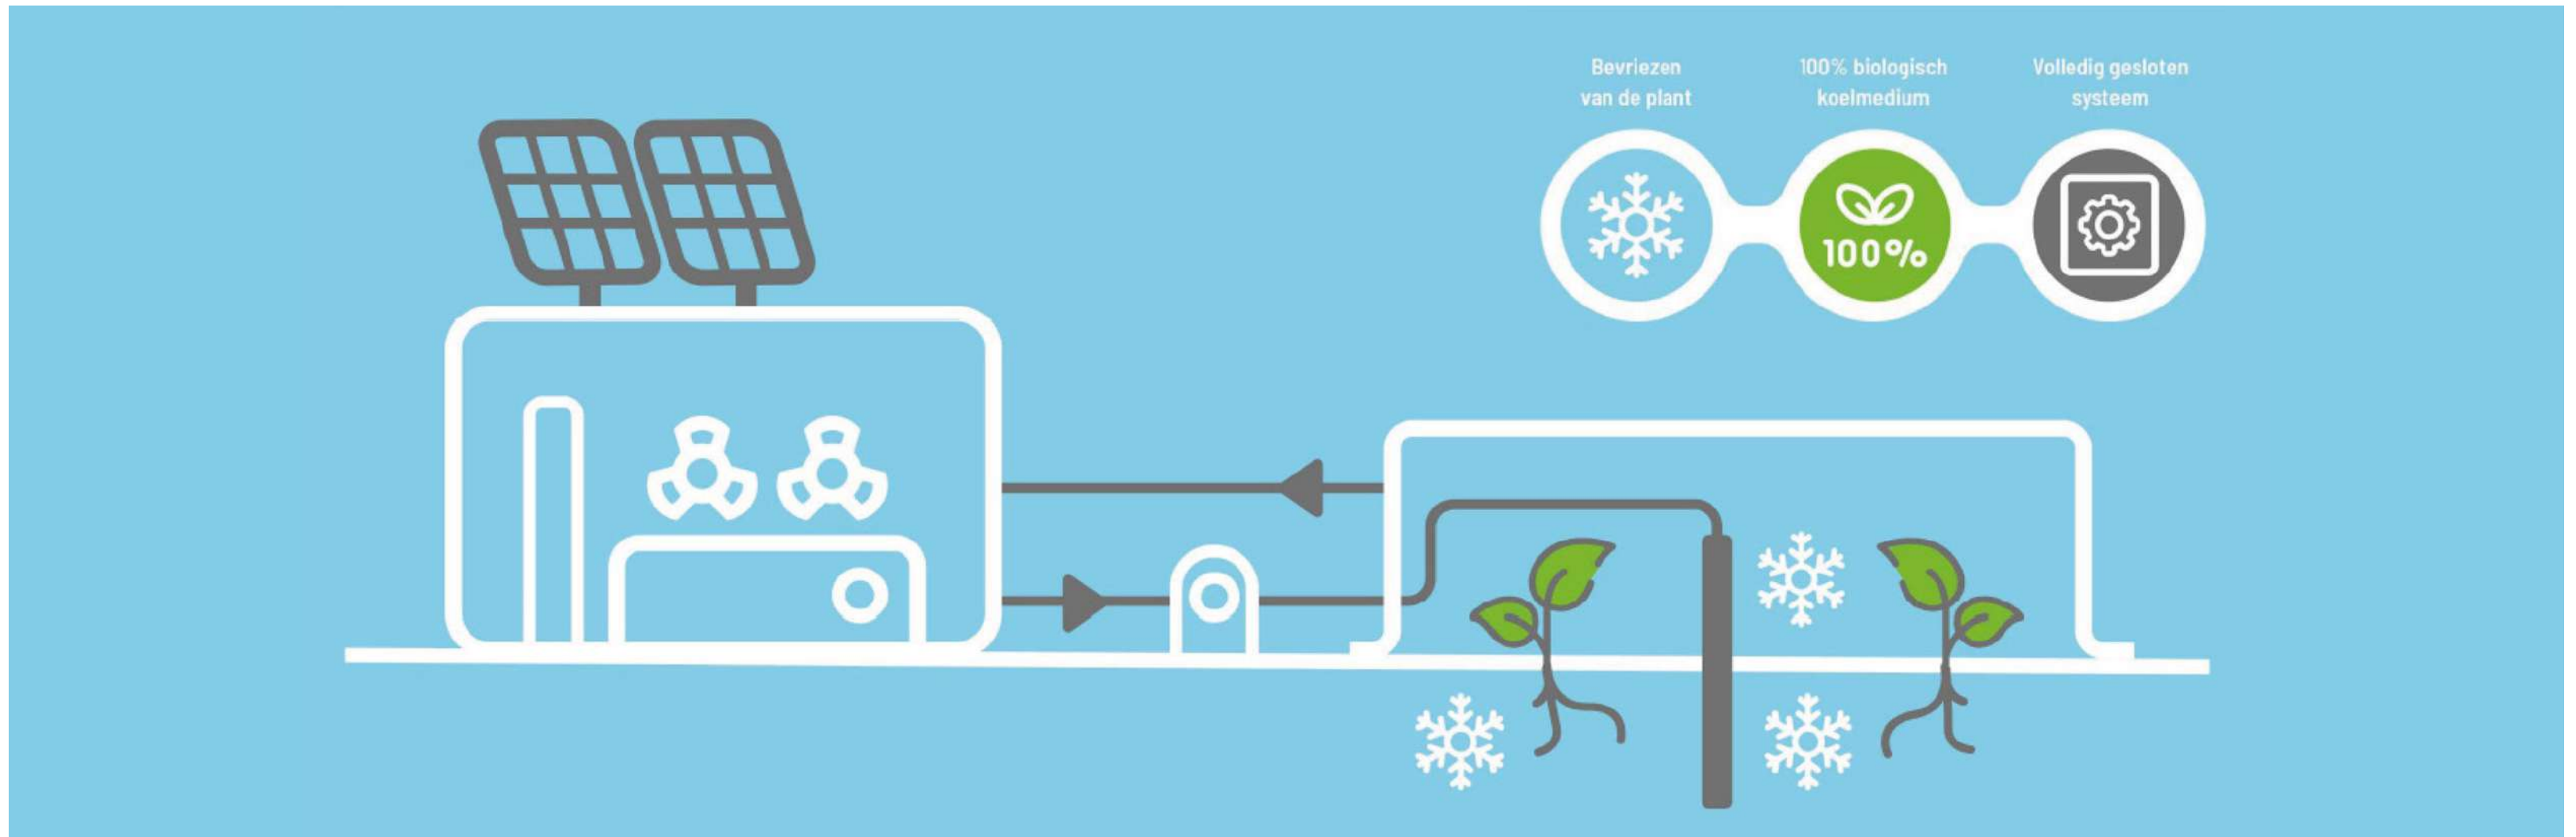 Bevriezen
van de plant
100% biologisch
koelmedium
Volledig gesloten
systeem
100%